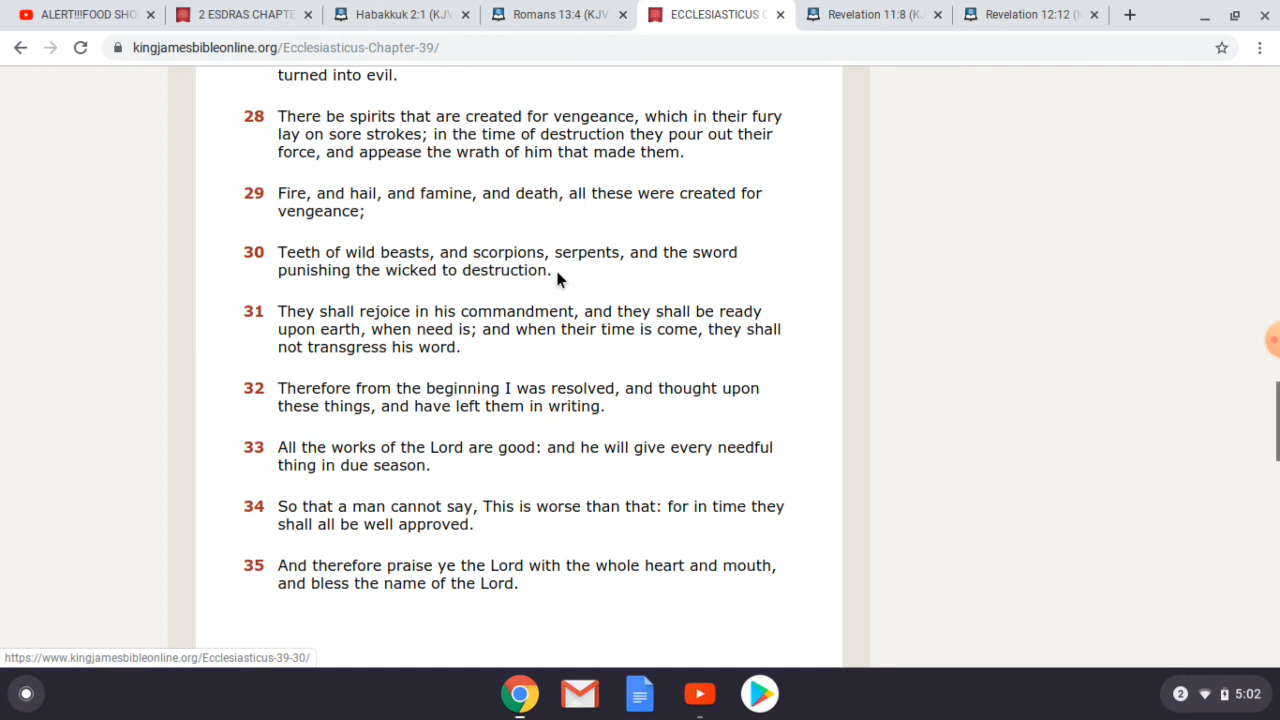 ALERT!!!FOOD SHO
2 ESDRAS CHAPTE
Habakkuk 2:1 (KJV
Romans 13:4 (KJV
ECCLESIASTICUS C
Revelation 11:8 (K
Revelation 12:12 (
kingjamesbibleonline.org/Ecclesiasticus-Chapter-39/
turned into evil.
28 There be spirits that are created for vengeance, which in their fury
lay on sore strokes; in the time of destruction they pour out their
force, and appease the wrath of him that made them.
29 Fire, and hail, and famine, and death, all these were created for
vengeance;
30 Teeth of wild beasts, and scorpions, serpents, and the sword
punishing the wicked to destruction.
31 They shall rejoice in his commandment, and they shall be ready
upon earth, when need is; and when their time is come, they shall
not transgress his word.
32 Therefore from the beginning I was resolved, and thought upon
these things, and have left them in writing.
33 All the works of the Lord are good: and he will give every needful
thing in due season.
34 So that a man cannot say, This is worse than that: for in time they
shall all be well approved.
35 And therefore praise ye the Lord with the whole heart and mouth,
and bless the name of the Lord.
https://www.kingjamesbibleonline.org/Ecclesiasticus-39-30/
2
5:02